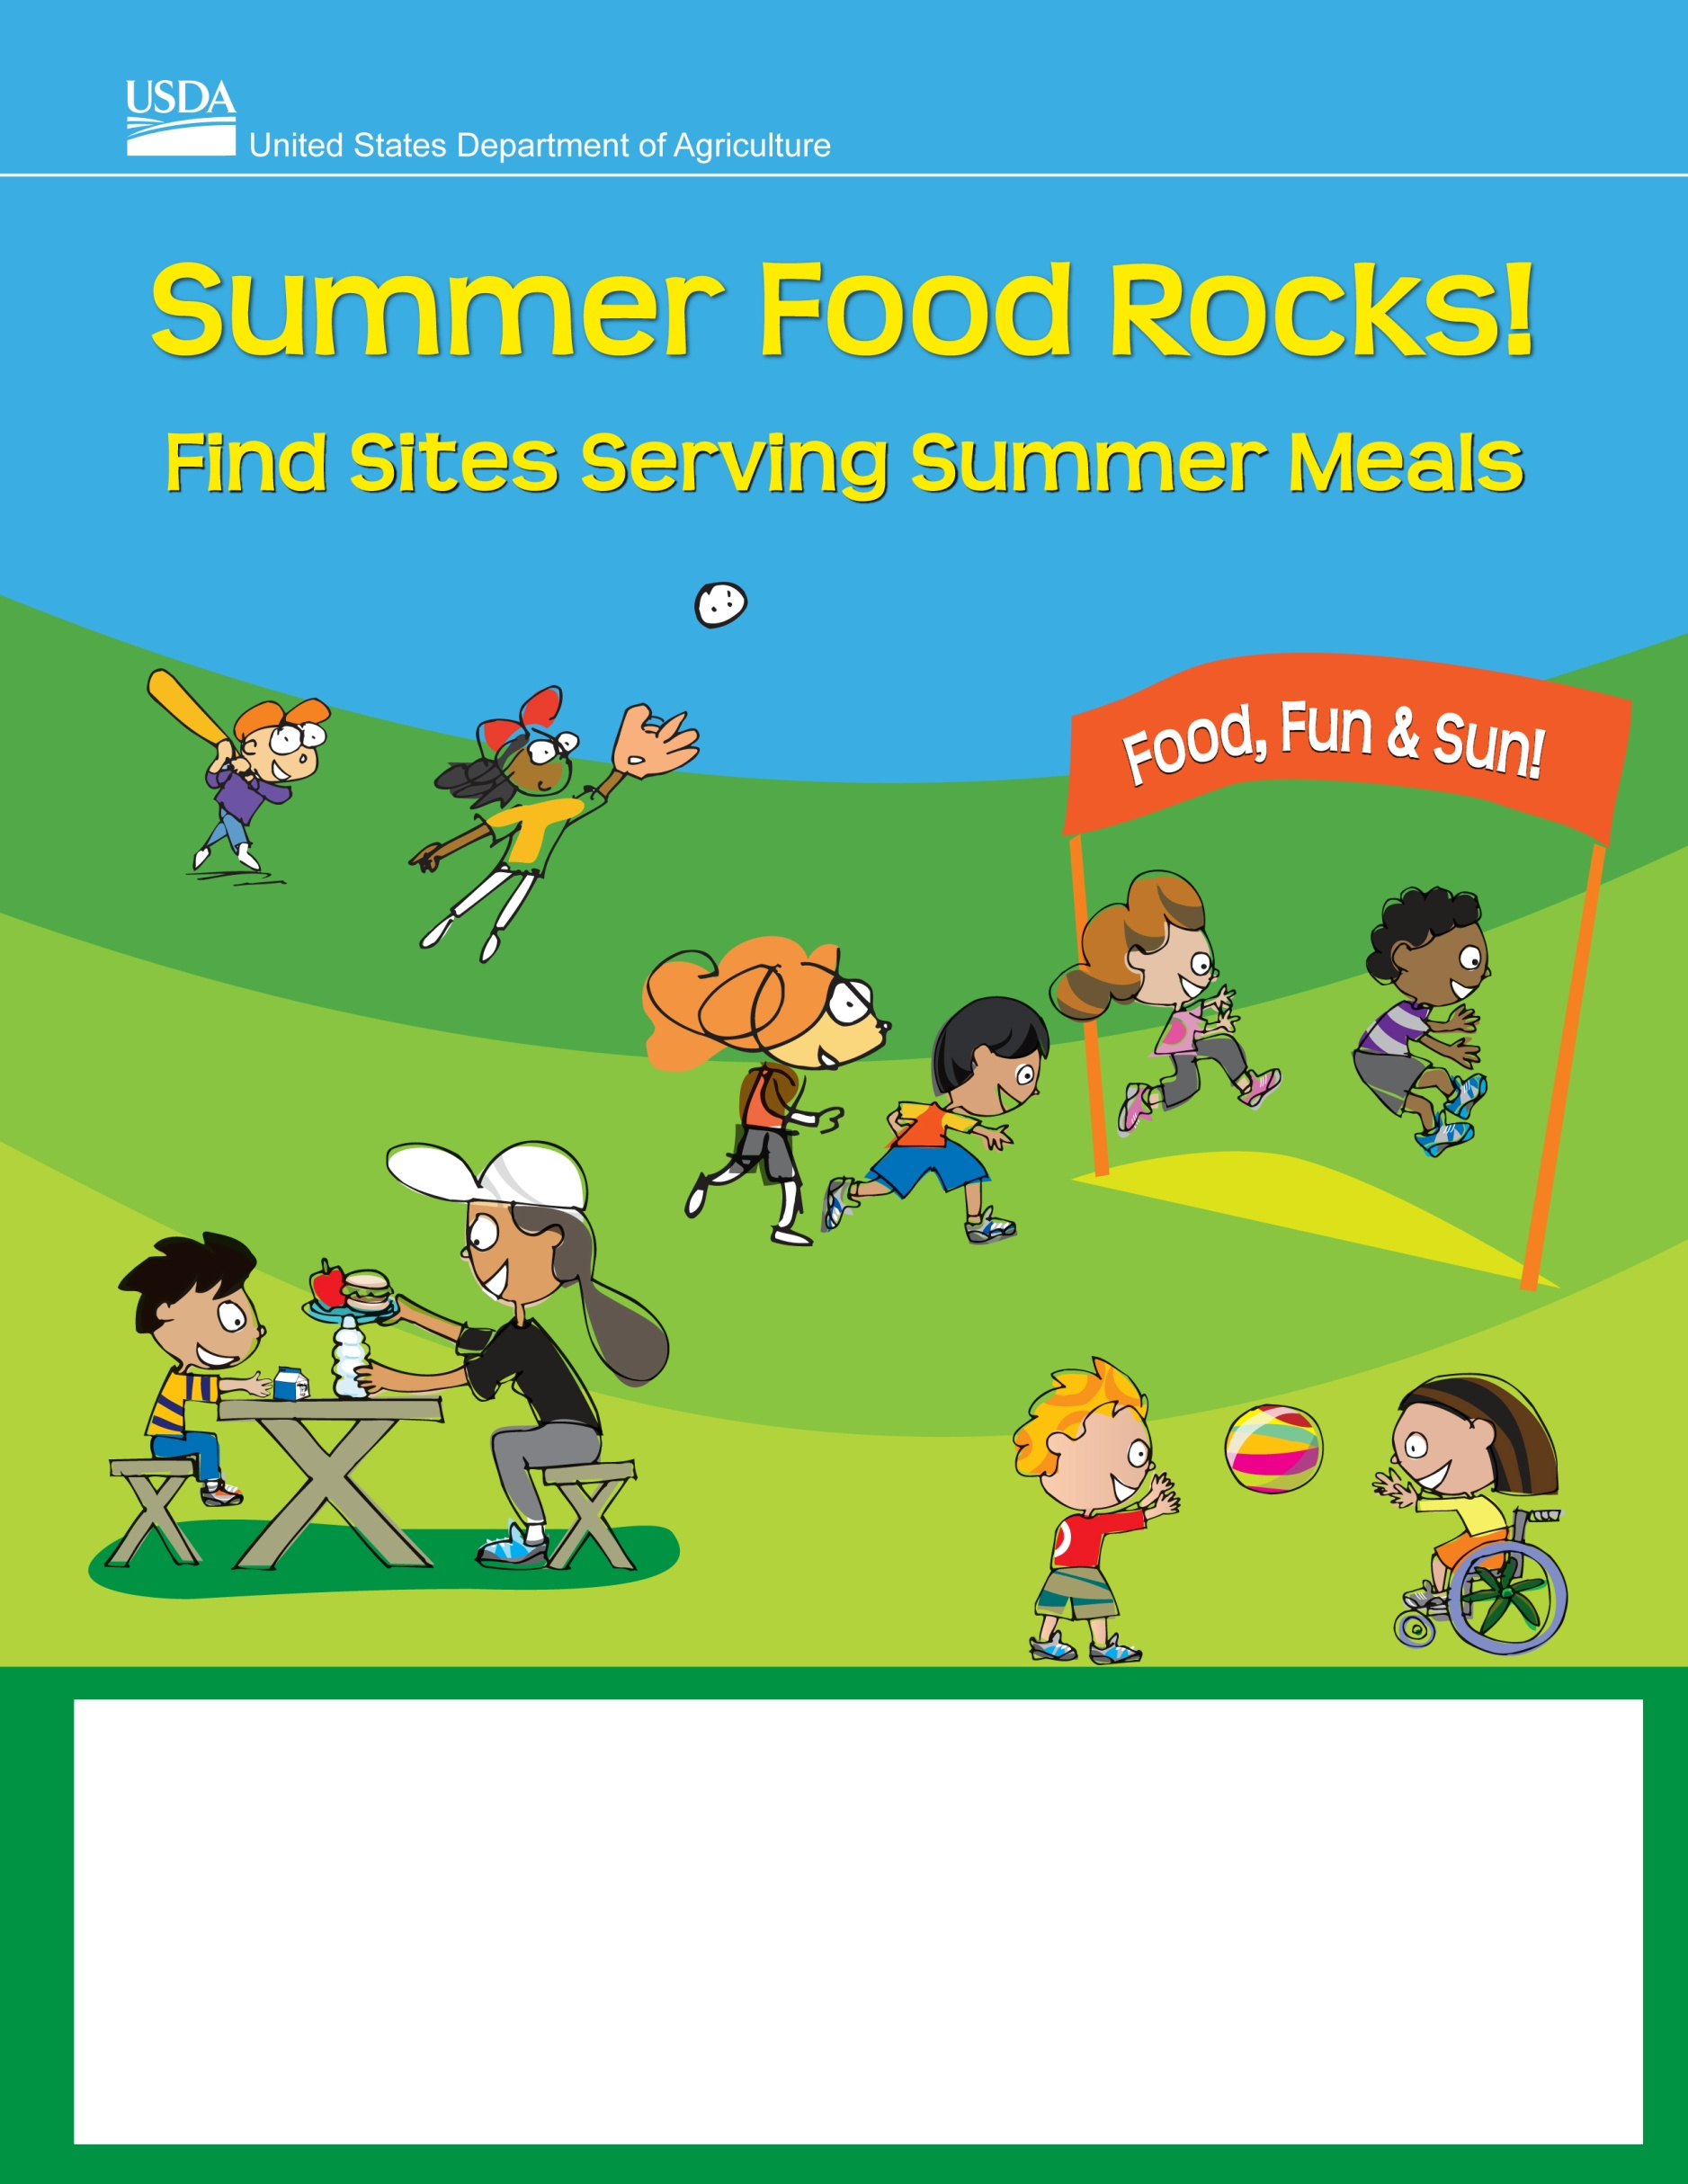 USDA
United States Department of Agriculture
Summer Food Rocks!
Find Sites Serving Summer Meals
Food, Fun & Sun!